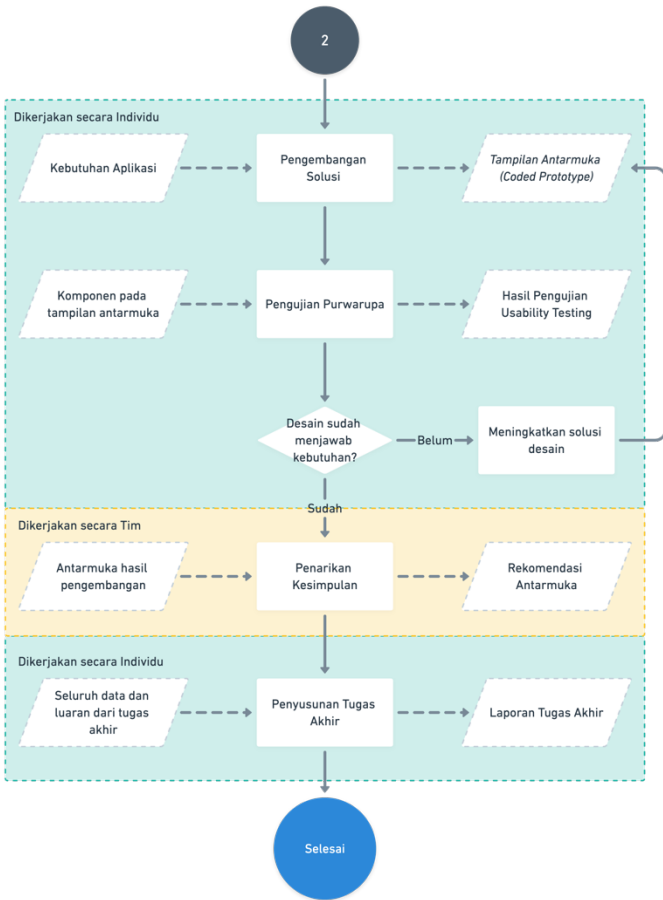 2
Dikerjakan secara Individu
Kebutuhan Aplikasi
Pengembangan
Solusi
Tampilan Antarmuka
(Coded Prototype)
Komponen pada
tampilan antarmuka
Pengujian Purwarupa
Hasil Pengujian
Usability Testing
Desain sudah
menjawab
kebutuhan?
Belum
Meningkatkan solusi
desain
Sudah
Dikerjakan secara Tim
Antarmuka hasil
pengembangan
Penarikan
Kesimpulan
Rekomendasi
Antarmuka
Dikerjakan secara Individu
Seluruh data dan
luaran dari tugas
akhir
Penyusunan Tugas
Akhir
Laporan Tugas Akhir
Selesai